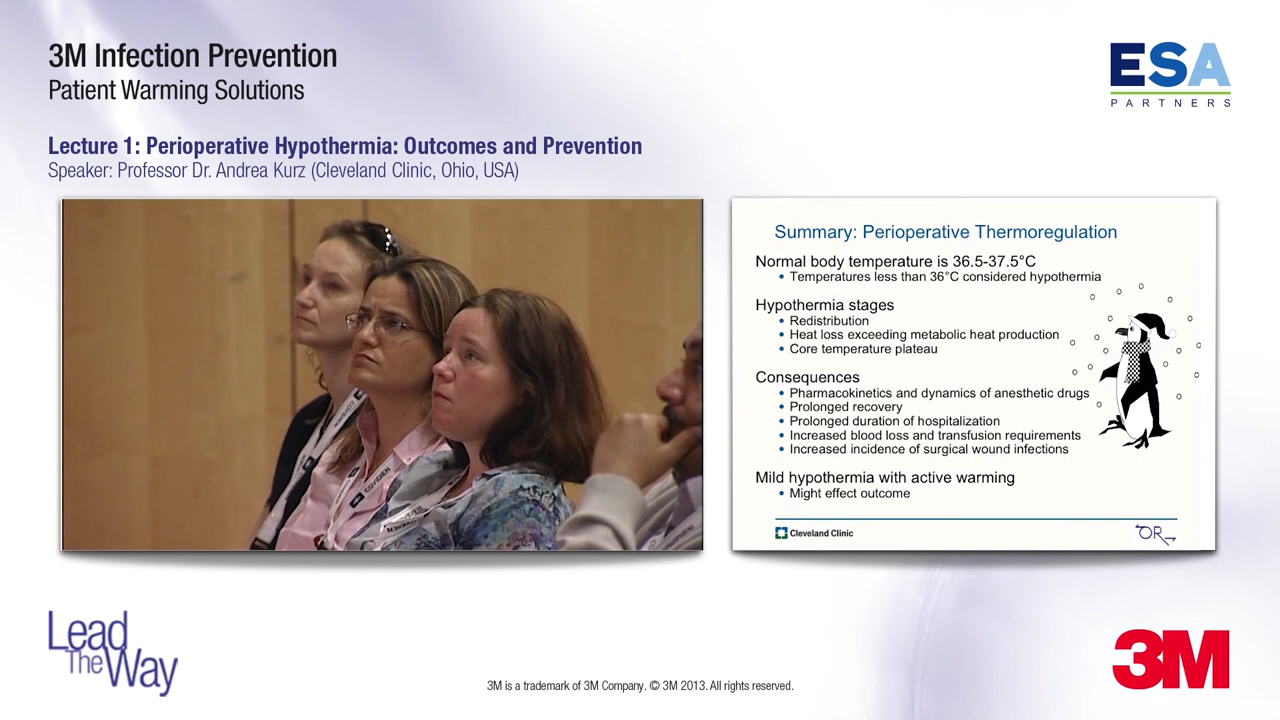 3M Infection Prevention
Patient Warming Solutions
ESA
PARTNERS
Lecture 1: Perioperative Hypothermia: Outcomes and Prevention
Speaker: Professor Dr. Andrea Kurz (Cleveland Clinic, Ohio, USA)
COVIDIEN
COVIDIEN
COVIDIEN
Summary: Perioperative Thermoregulation
Normal body temperature is 36.5-37.5°C
• Temperatures less than 36°C considered hypothermia
Hypothermia stages
• Redistribution
• Heat loss exceeding metabolic heat production
• Core temperature plateau
Consequences
• Pharmacokinetics and dynamics of anesthetic drugs
• Prolonged recovery
• Prolonged duration of hospitalization
• Increased blood loss and transfusion requirements
• Increased incidence of surgical wound infections
Mild hypothermia with active warming
• Might effect outcome
Cleveland Clinic
OR
Lead
The Way
3M is a trademark of 3M Company. © 3M 2013. All rights reserved.
3M